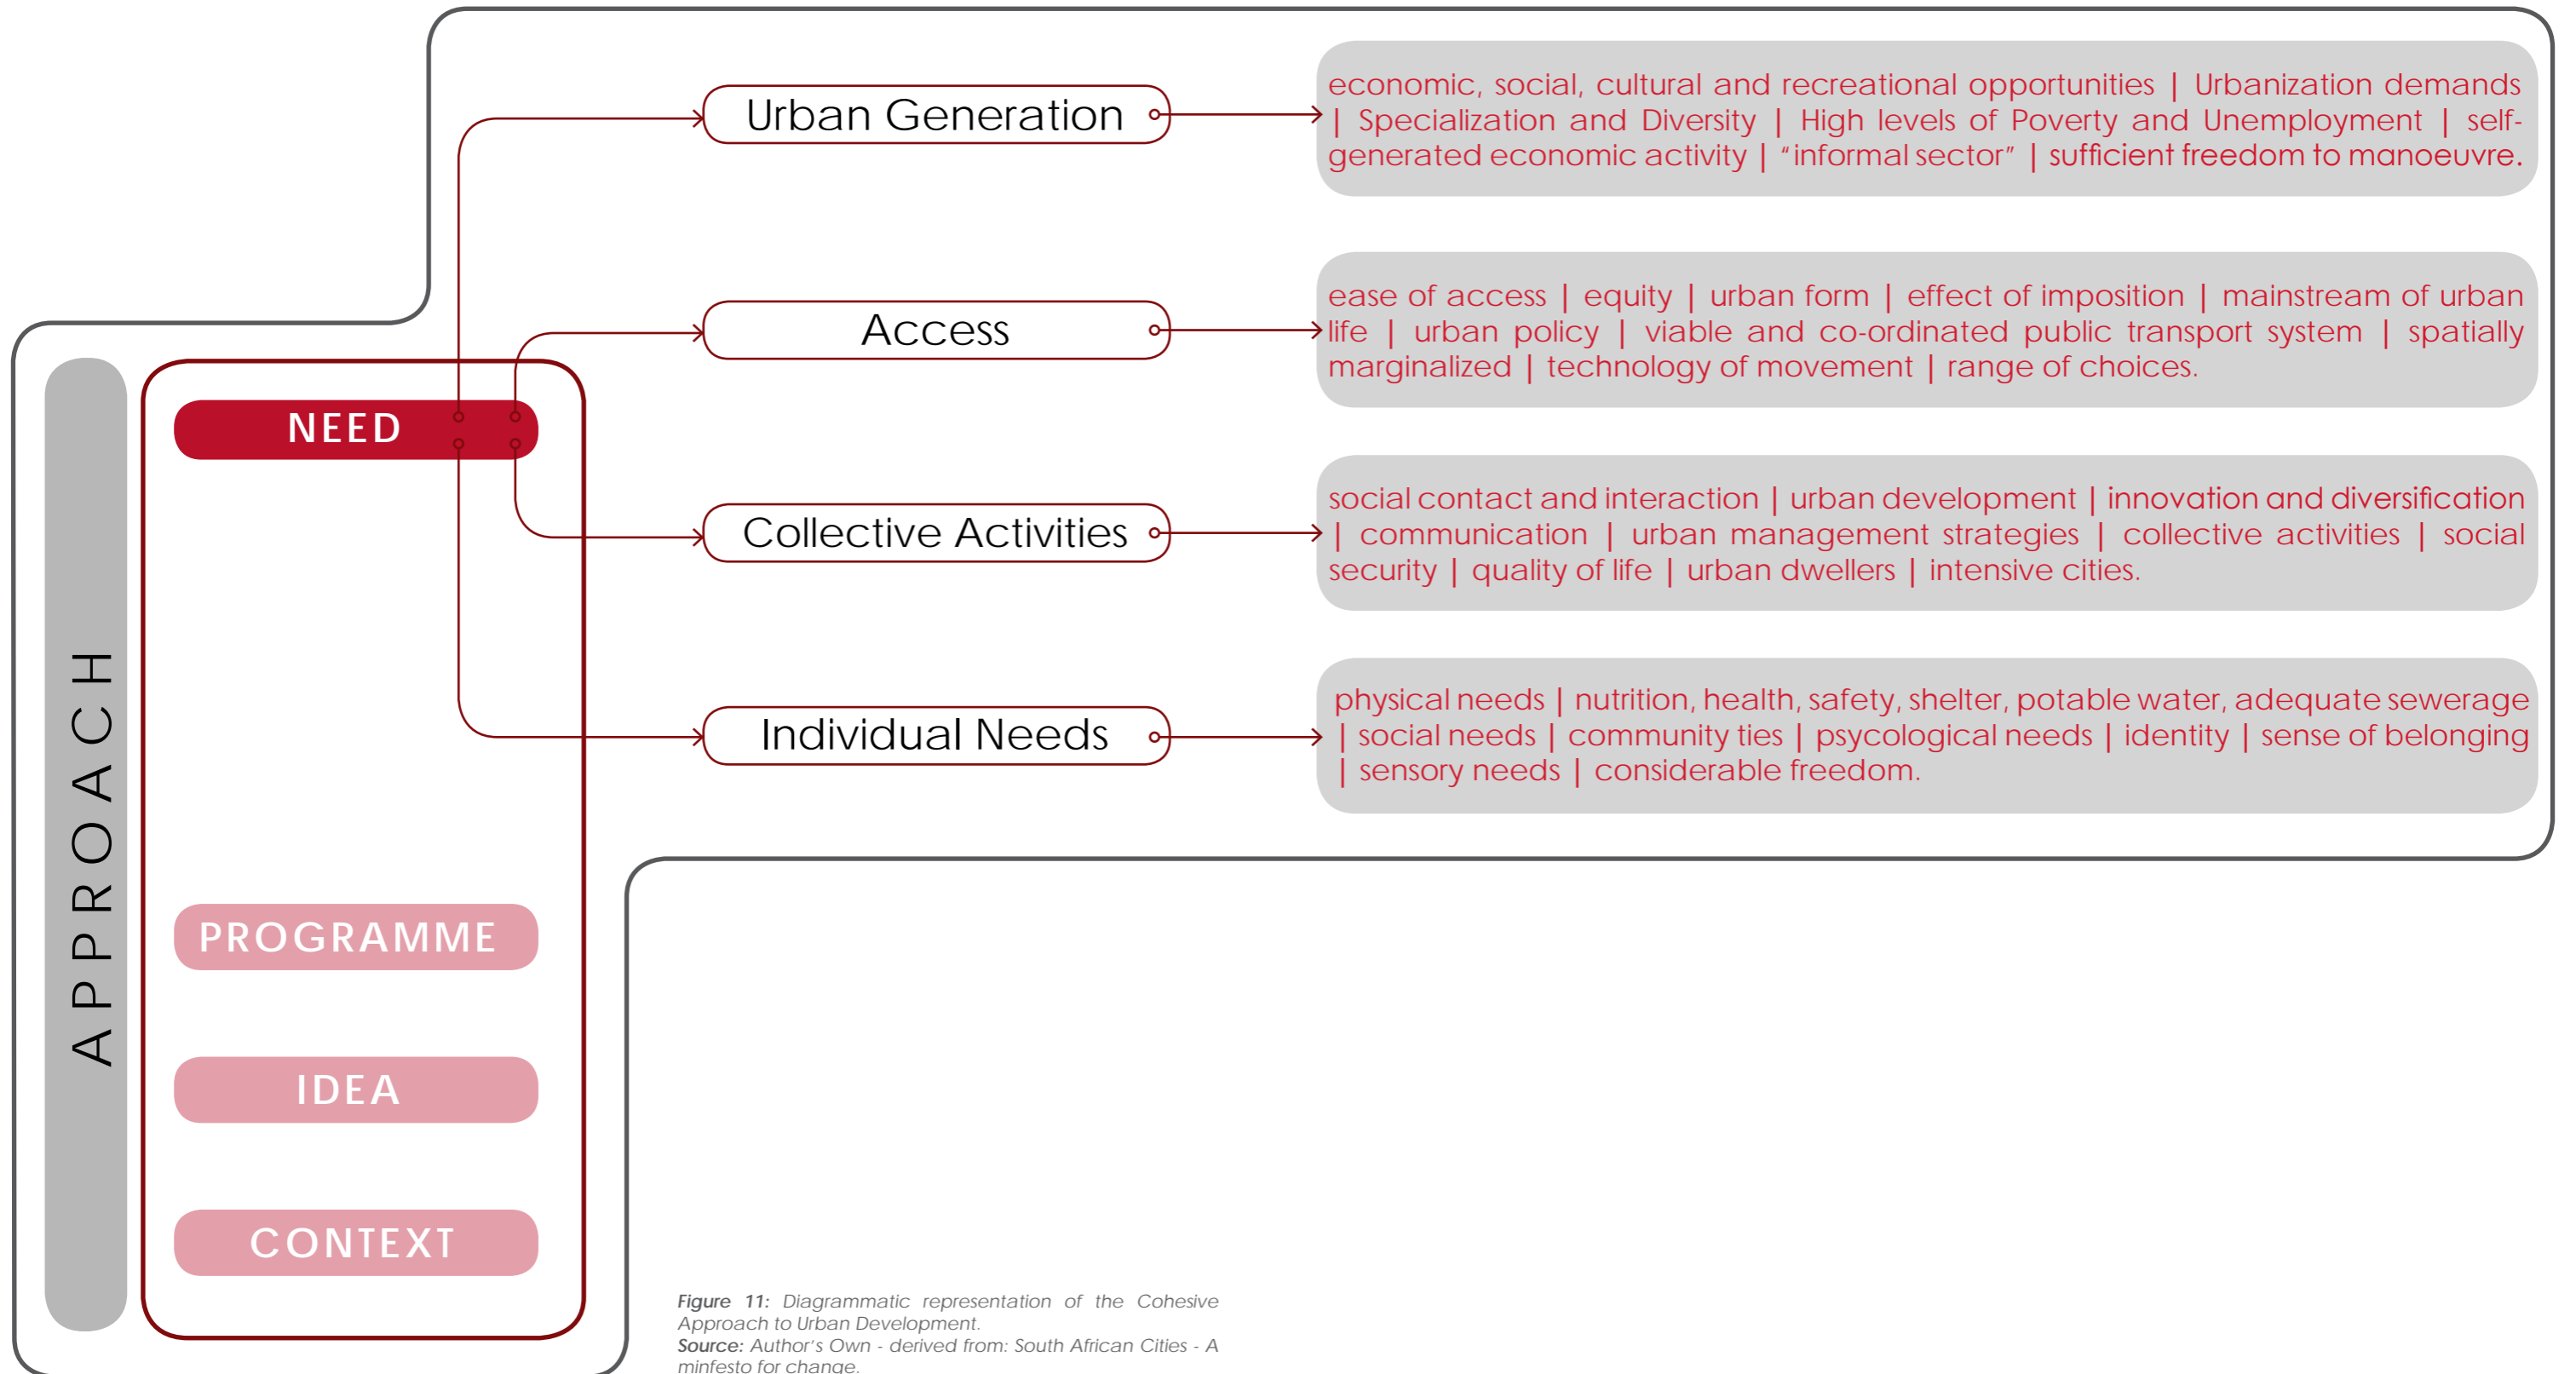 APPROACH
NEED
PROGRAMME
IDEA
CONTEXT
Urban Generation
economic, social, cultural and recreational opportunities | Urbanization demands
| Specialization and Diversity | High levels of Poverty and Unemployment | self-
generated economic activity | “informal sector” | sufficient freedom to manoeuvre.
Access
ease of access | equity | urban form | effect of imposition | mainstream of urban
life | urban policy | viable and co-ordinated public transport system | spatially
marginalized | technology of movement | range of choices.
Collective Activities
social contact and interaction | urban development | innovation and diversification
| communication | urban management strategies | collective activities | social
security | quality of life | urban dwellers | intensive cities.
Individual Needs
physical needs | nutrition, health, safety, shelter, potable water, adequate sewerage
| social needs | community ties | psycological needs | identity | sense of belonging
| sensory needs | considerable freedom.
Figure 11: Diagrammatic representation of the Cohesive
Approach to Urban Development.
Source: Author's Own - derived from: South African Cities - A
minfesto for change.